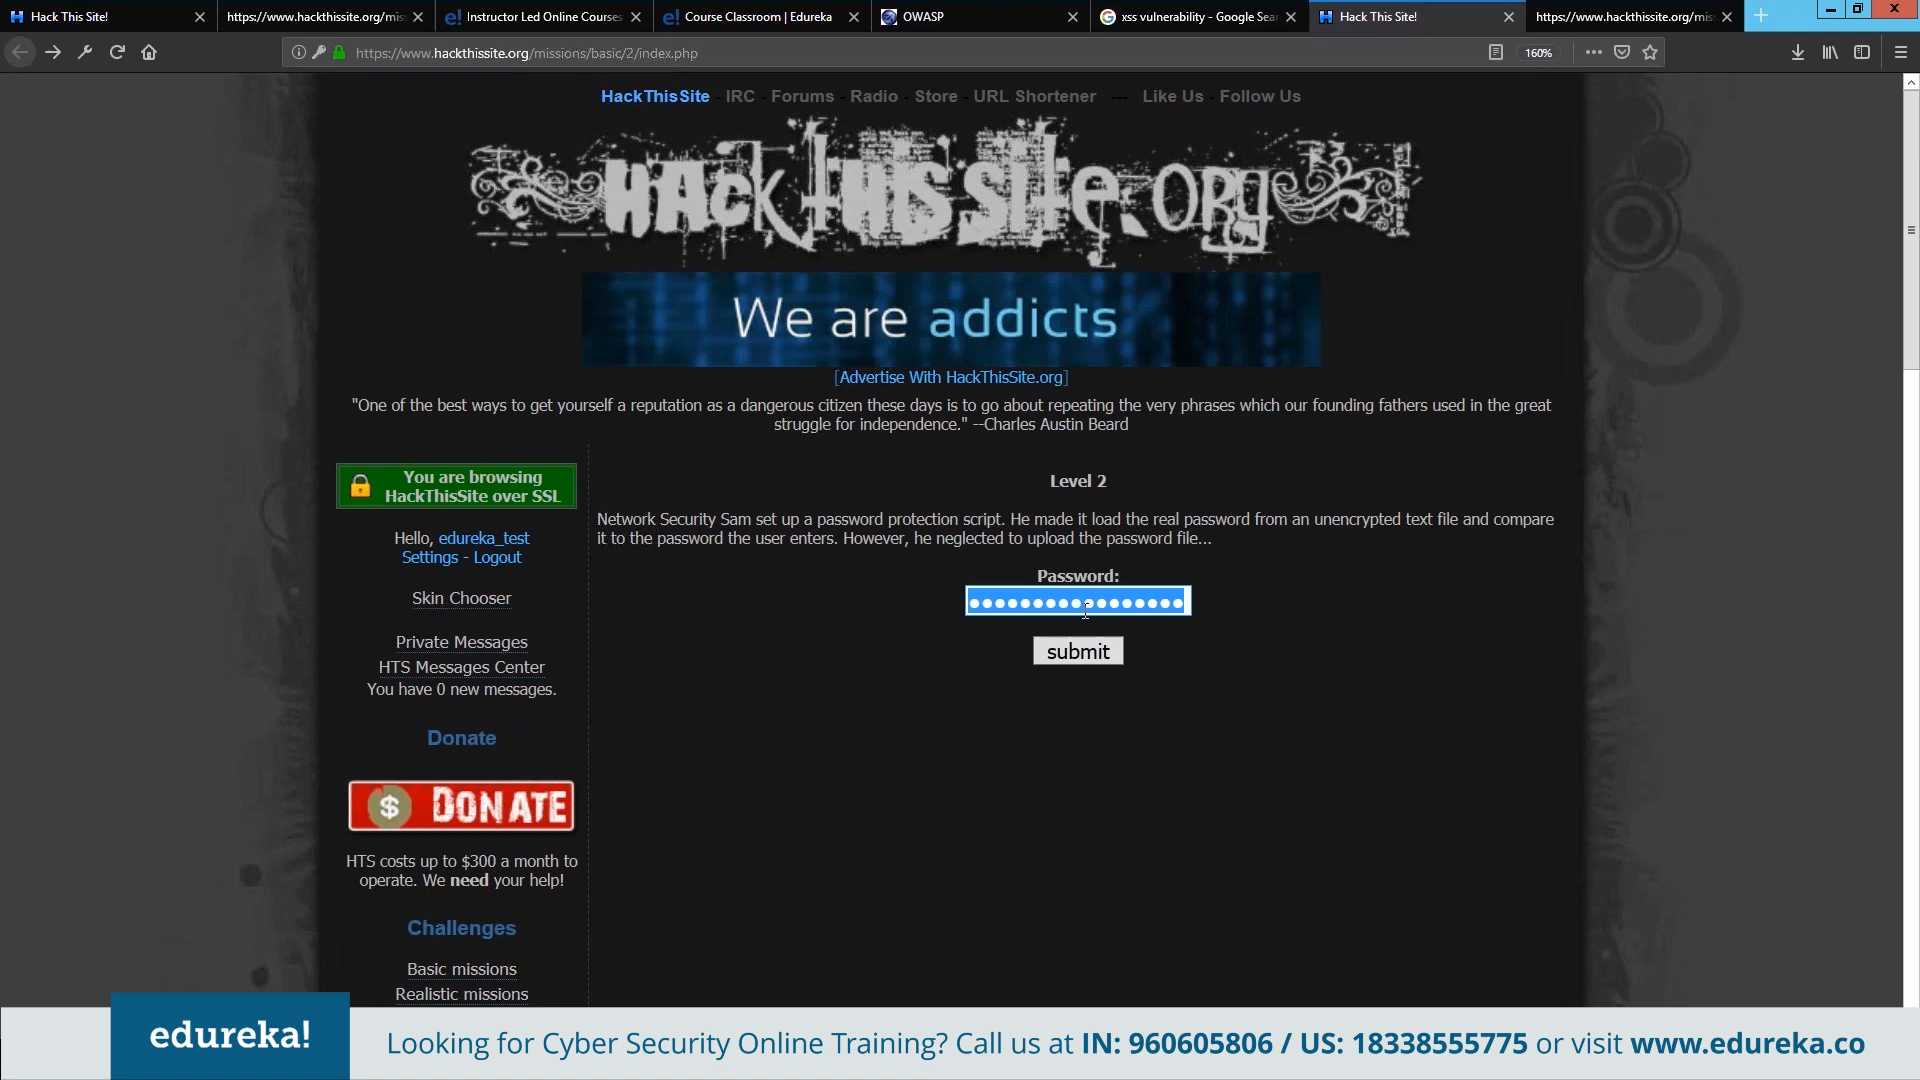 Hack This Site!
https://www.hackthissite.org/mis
Instructor Led Online Courses
Course Classroom | Edureka
OWASP
xss vulnerability - Google Sear
Hack This Site!
https://www.hackthissite.org/mis
https://www.hackthissite.org/missions/basic/2/index.php
160%
HackThisSite - IRC - Forums - Radio - Store - URL Shortener --- Like Us - Follow Us
HAck tHIS SItE.ORg
We are addicts
[Advertise With HackThisSite.org]
"One of the best ways to get yourself a reputation as a dangerous citizen these days is to go about repeating the very phrases which our founding fathers used in the great
struggle for independence." --Charles Austin Beard
You are browsing
HackThisSite over SSL
Hello, edureka_test
Settings - Logout
Skin Chooser
Private Messages
HTS Messages Center
You have 0 new messages.
Donate
$ DONATE
HTS costs up to $300 a month to
operate. We need your help!
Challenges
Basic missions
Realistic missions
Level 2
Network Security Sam set up a password protection script. He made it load the real password from an unencrypted text file and compare
it to the password the user enters. However, he neglected to upload the password file...
Password:
submit
edureka!
Looking for Cyber Security Online Training? Call us at IN: 960605806 / US: 18338555775 or visit www.edureka.co